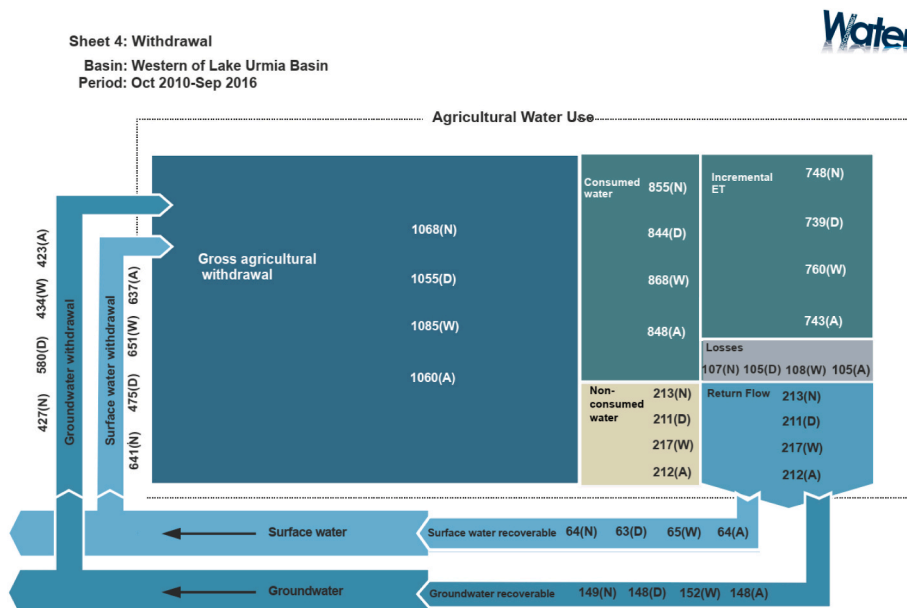 Water
Sheet 4: Withdrawal
Basin: Western of Lake Urmia Basin
Period: Oct 2010-Sep 2016
Agricultural Water Use
Gross agricultural
withdrawal
1068(N)
1055(D)
1085(W)
1060(A)
Consumed
water
855(N)
844(D)
868(W)
848(A)
Incremental
ET
748(N)
739(D)
760(W)
743(A)
Losses
107(N) 105(D) 108(W) 105(A)
Non-
consumed
water
213(N)
211(D)
217(W)
212(A)
Return Flow
213(N)
211(D)
217(W)
212(A)
427(N) 580(D) 434(W) 423(A)
Groundwater withdrawal
Surface water withdrawal
641(N) 475(D) 651(W) 637(A)
Surface water
Surface water recoverable 64(N) 63(D) 65(W) 64(A)
Groundwater
Groundwater recoverable 149(N) 148(D) 152(W) 148(A)